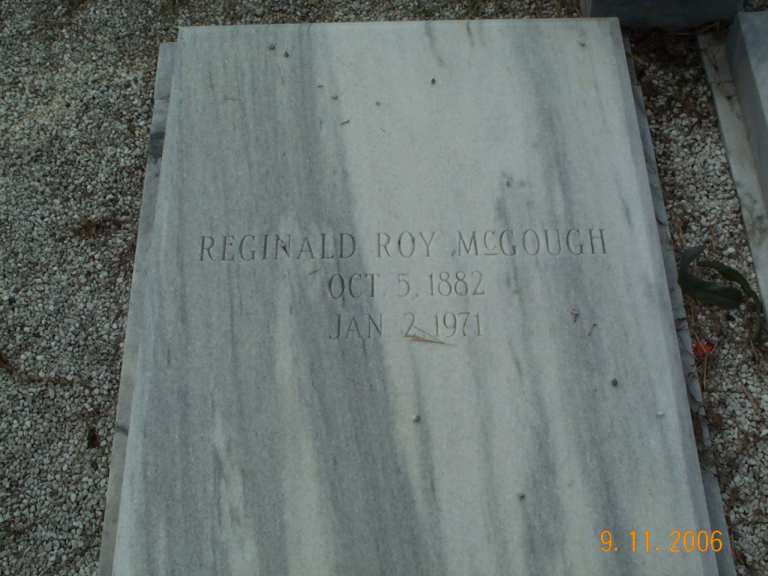 REGINALD ROY McGOUGH
OCT. 5, 1882
JAN 2 1971
9. 11. 2006